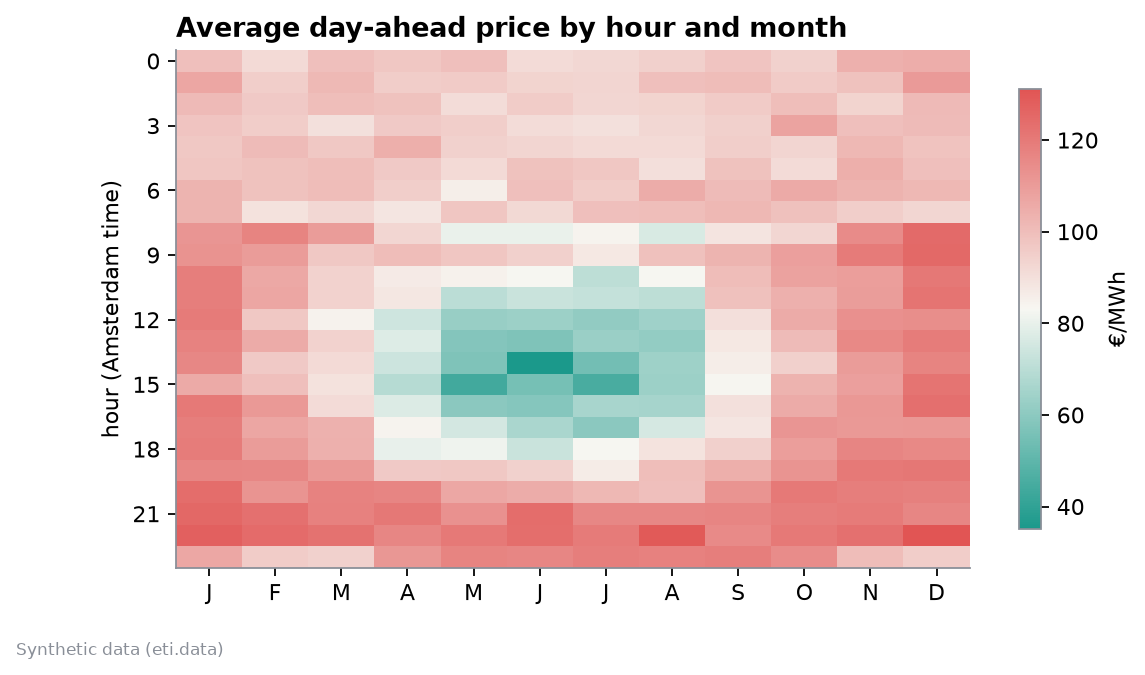 Average day-ahead price by hour and month
0
3
6
9
12
15
18
21
hour (Amsterdam time)
J F M A M J J A S O N D
120
100
80
60
40
€/MWh
Synthetic data (eti.data)